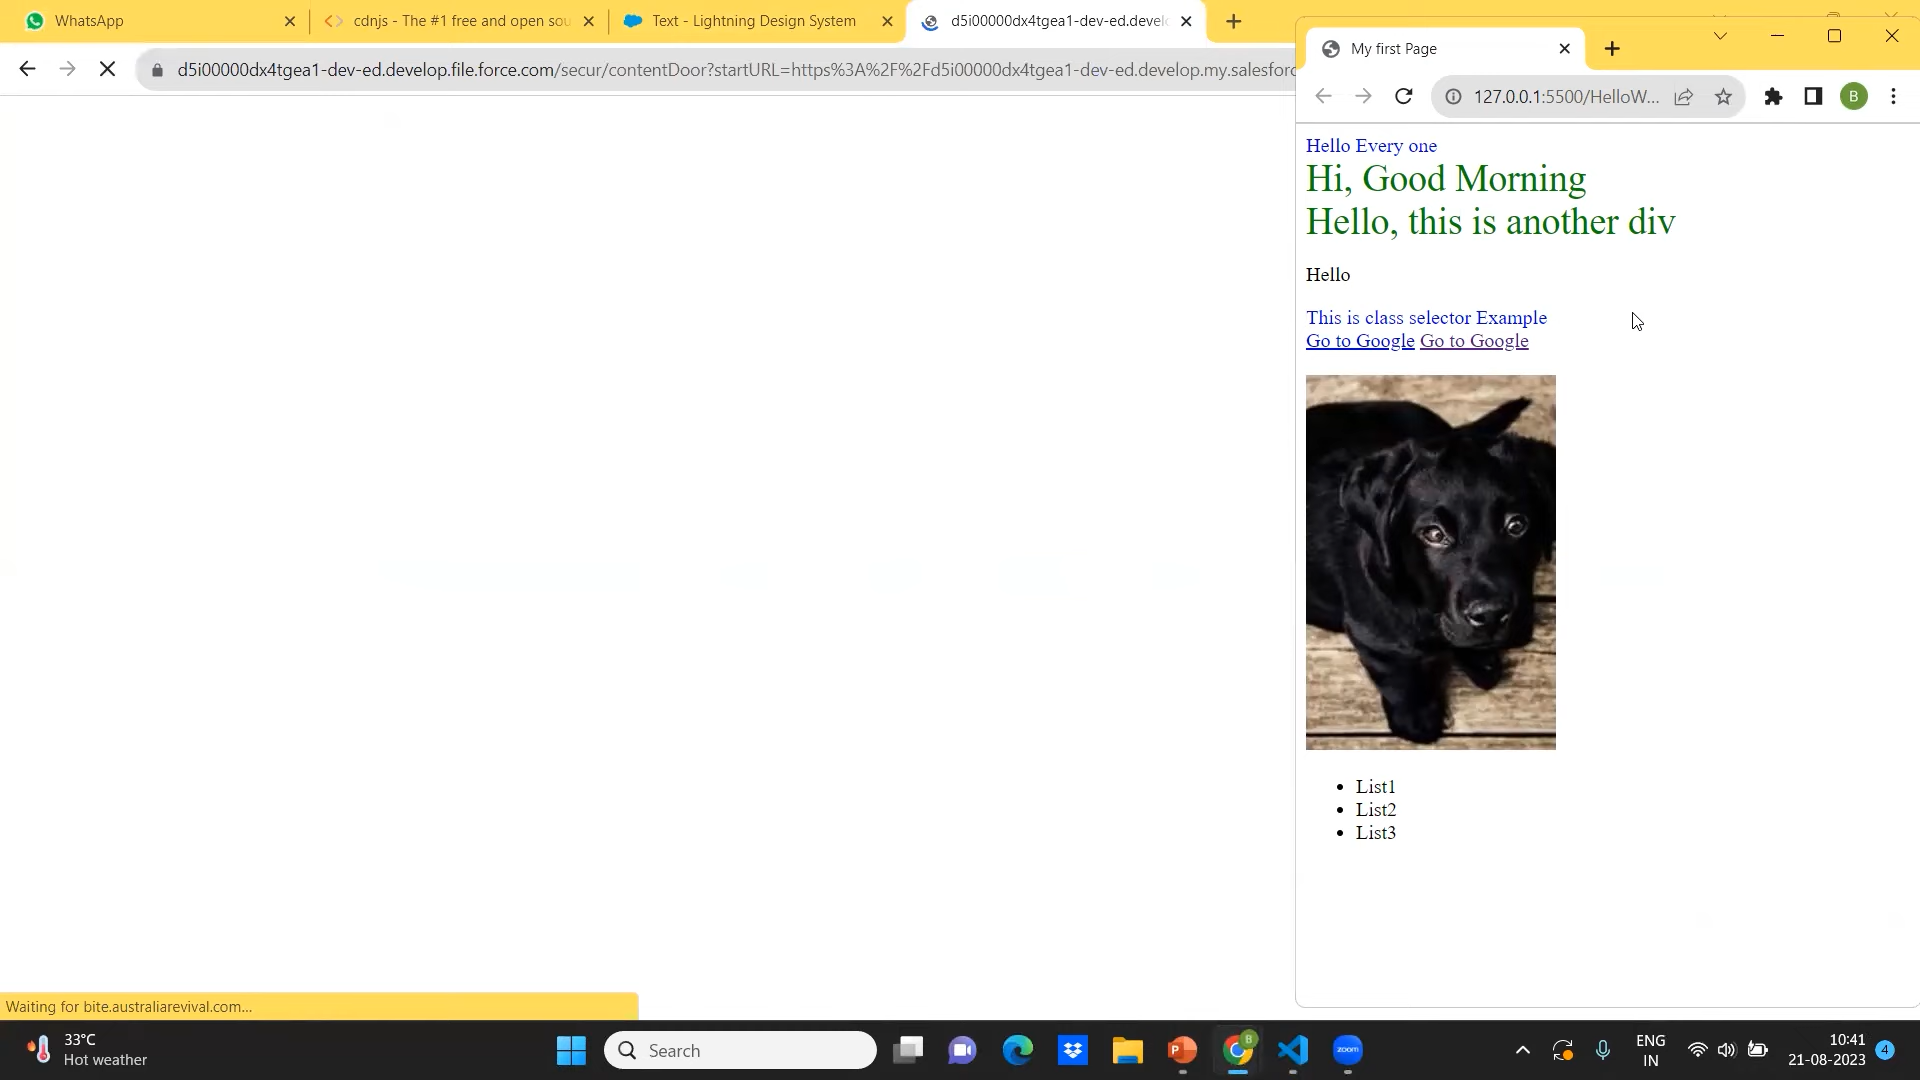 WhatsApp
cdnjs - The #1 free and open sou
Text - Lightning Design System
d5i00000dx4tgea1-dev-ed.devel
d5i00000dx4tgea1-dev-ed.develop.file.force.com/secur/contentDoor?startURL=https%3A%2F%2Fd5i00000dx4tgea1-dev-ed.develop.my.salesforc
My first Page
127.0.0.1:5500/HelloW...
B
Hello Every one
Hi, Good Morning
Hello, this is another div
Hello
This is class selector Example
Go to Google Go to Google
List1
List2
List3
Waiting for bite.australiarevival.com...
33°C
Hot weather
Search
zoom
ENG
IN
10:41
21-08-2023
4